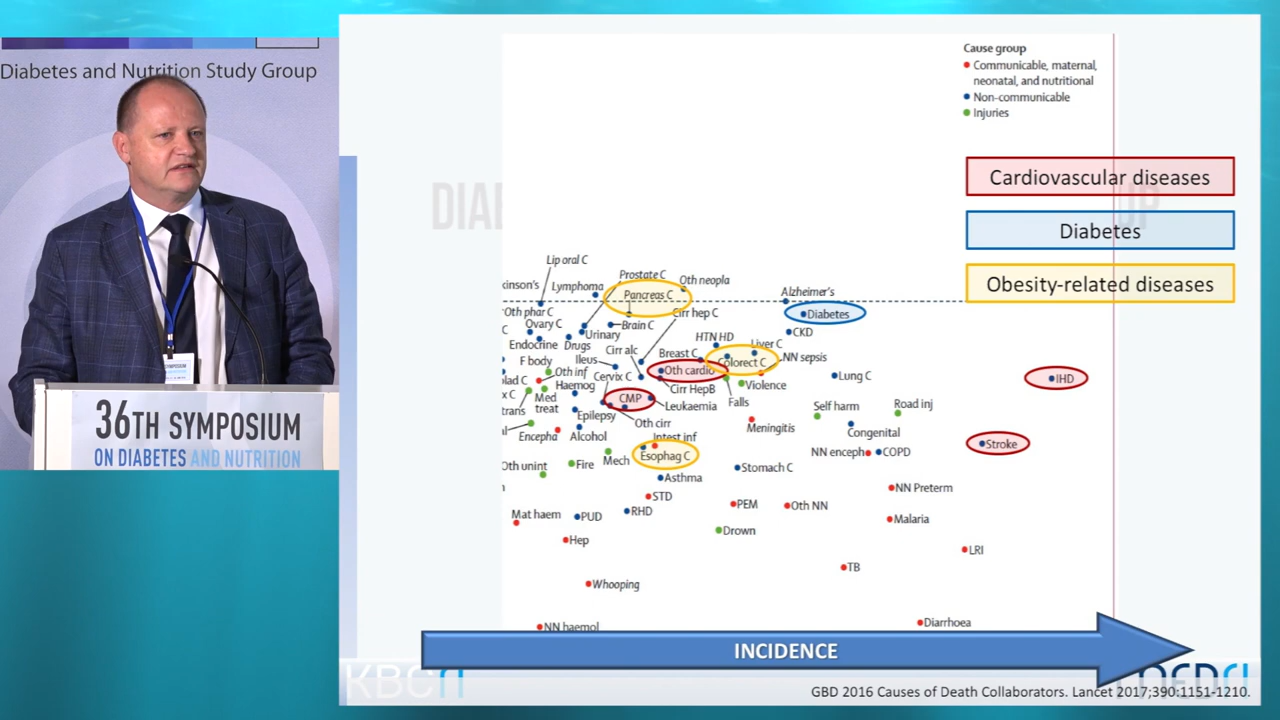 Diabetes and Nutrition Study Group
36TH SYMPOSIUM
ON DIABETES AND NUTRITION
Cause group
Communicable, maternal,
neonatal, and nutritional
Non-communicable
Injuries
Cardiovascular diseases
Diabetes
Obesity-related diseases
Lip oral C
Prostate C
Oth neopla
kinson's
Lymphoma
Pancreas C
Alzheimer's
Oth phar C
Cirr hep C
Diabetes
C
Ovary C
Brain C
Urinary
HTN HD
CKD
Endocrine
Drugs
Liver C
F body
Ileus
Cirr alc
Breast C
Colorect C
NN sepsis
Oth inf
Oth cardio
Lung C
IHD
lad C
Cervix C
Cirr HepB
Violence
x C
Med
treat
Haemog
CMP
Leukaemia
Falls
Self harm
Road inj
trans
Epilepsy
Oth cirr
Meningitis
Congenital
Encepha
Alcohol
Intest inf
Stroke
Mech
Esophag C
NN enceph
COPD
Oth unint
Fire
Stomach C
Asthma
STD
NN Preterm
Mat haem
PUD
RHD
PEM
Oth NN
Malaria
Drown
Hep
LRI
Whooping
TB
NN haemol
Diarrhoea
INCIDENCE
GBD 2016 Causes of Death Collaborators. Lancet 2017;390:1151-1210.